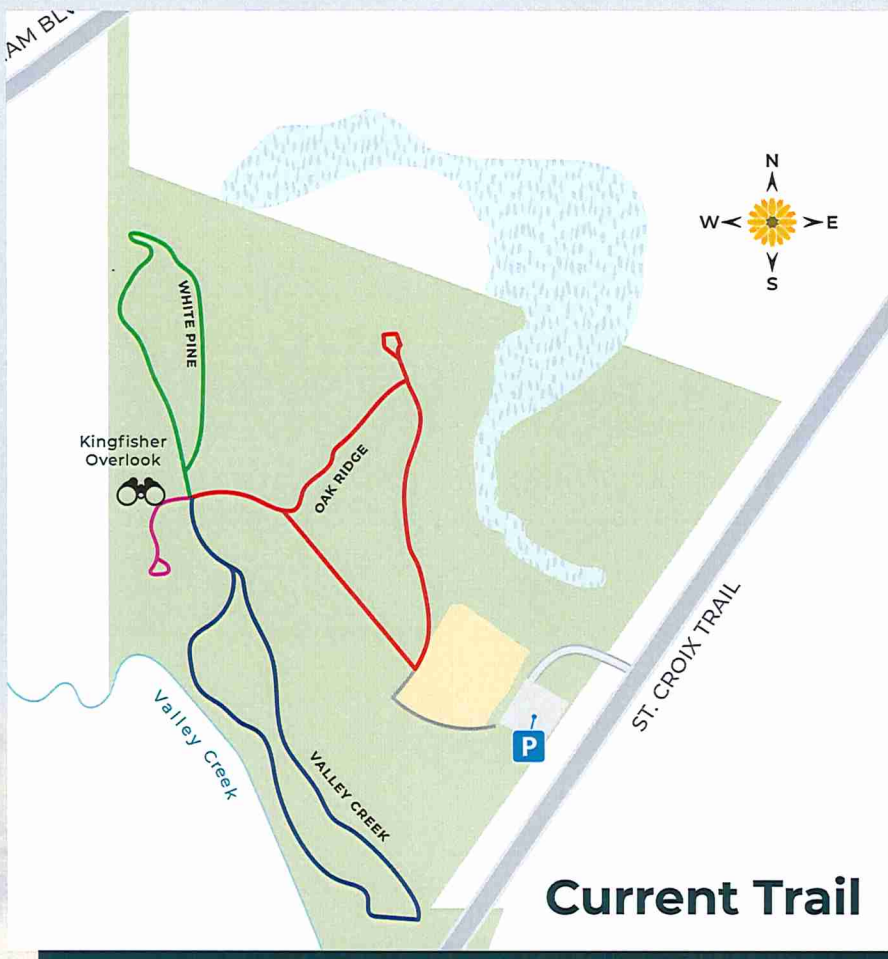 N
W
E
S
WHITE PINE
Kingfisher
Overlook
OAK RIDGE
ST. CROIX TRAIL
Valley Creek
P
VALLEY CREEK
Current Trail